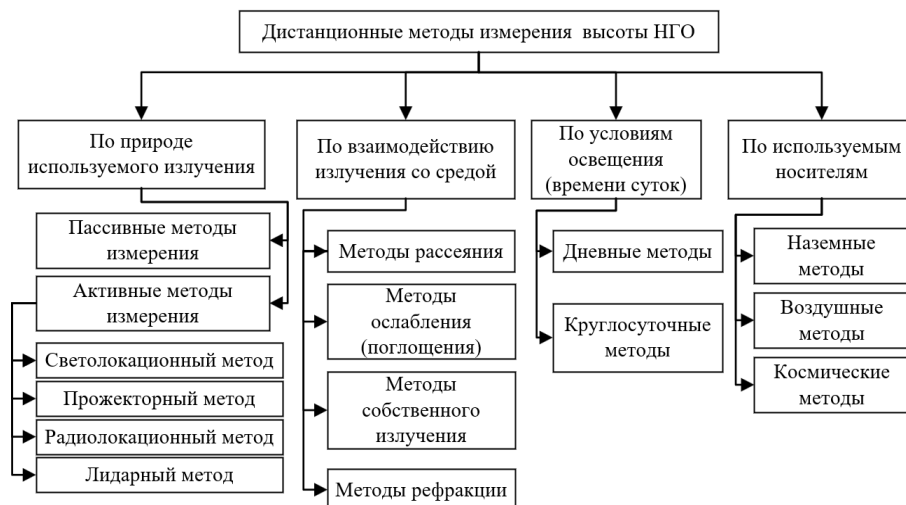 Дистанционные методы измерения высоты НГО
По природе
используемого излучения
Пассивные методы
измерения
Активные методы
измерения
Светолокационный метод
Прожекторный метод
Радиолокационный метод
Лидарный метод
По взаимодействию
излучения со средой
Методы рассеяния
Методы
ослабления
(поглощения)
Методы
собственного
излучения
Методы рефракции
По условиям
освещения
(времени суток)
Дневные методы
Круглосуточные
методы
По используемым
носителям
Наземные
методы
Воздушные
методы
Космические
методы